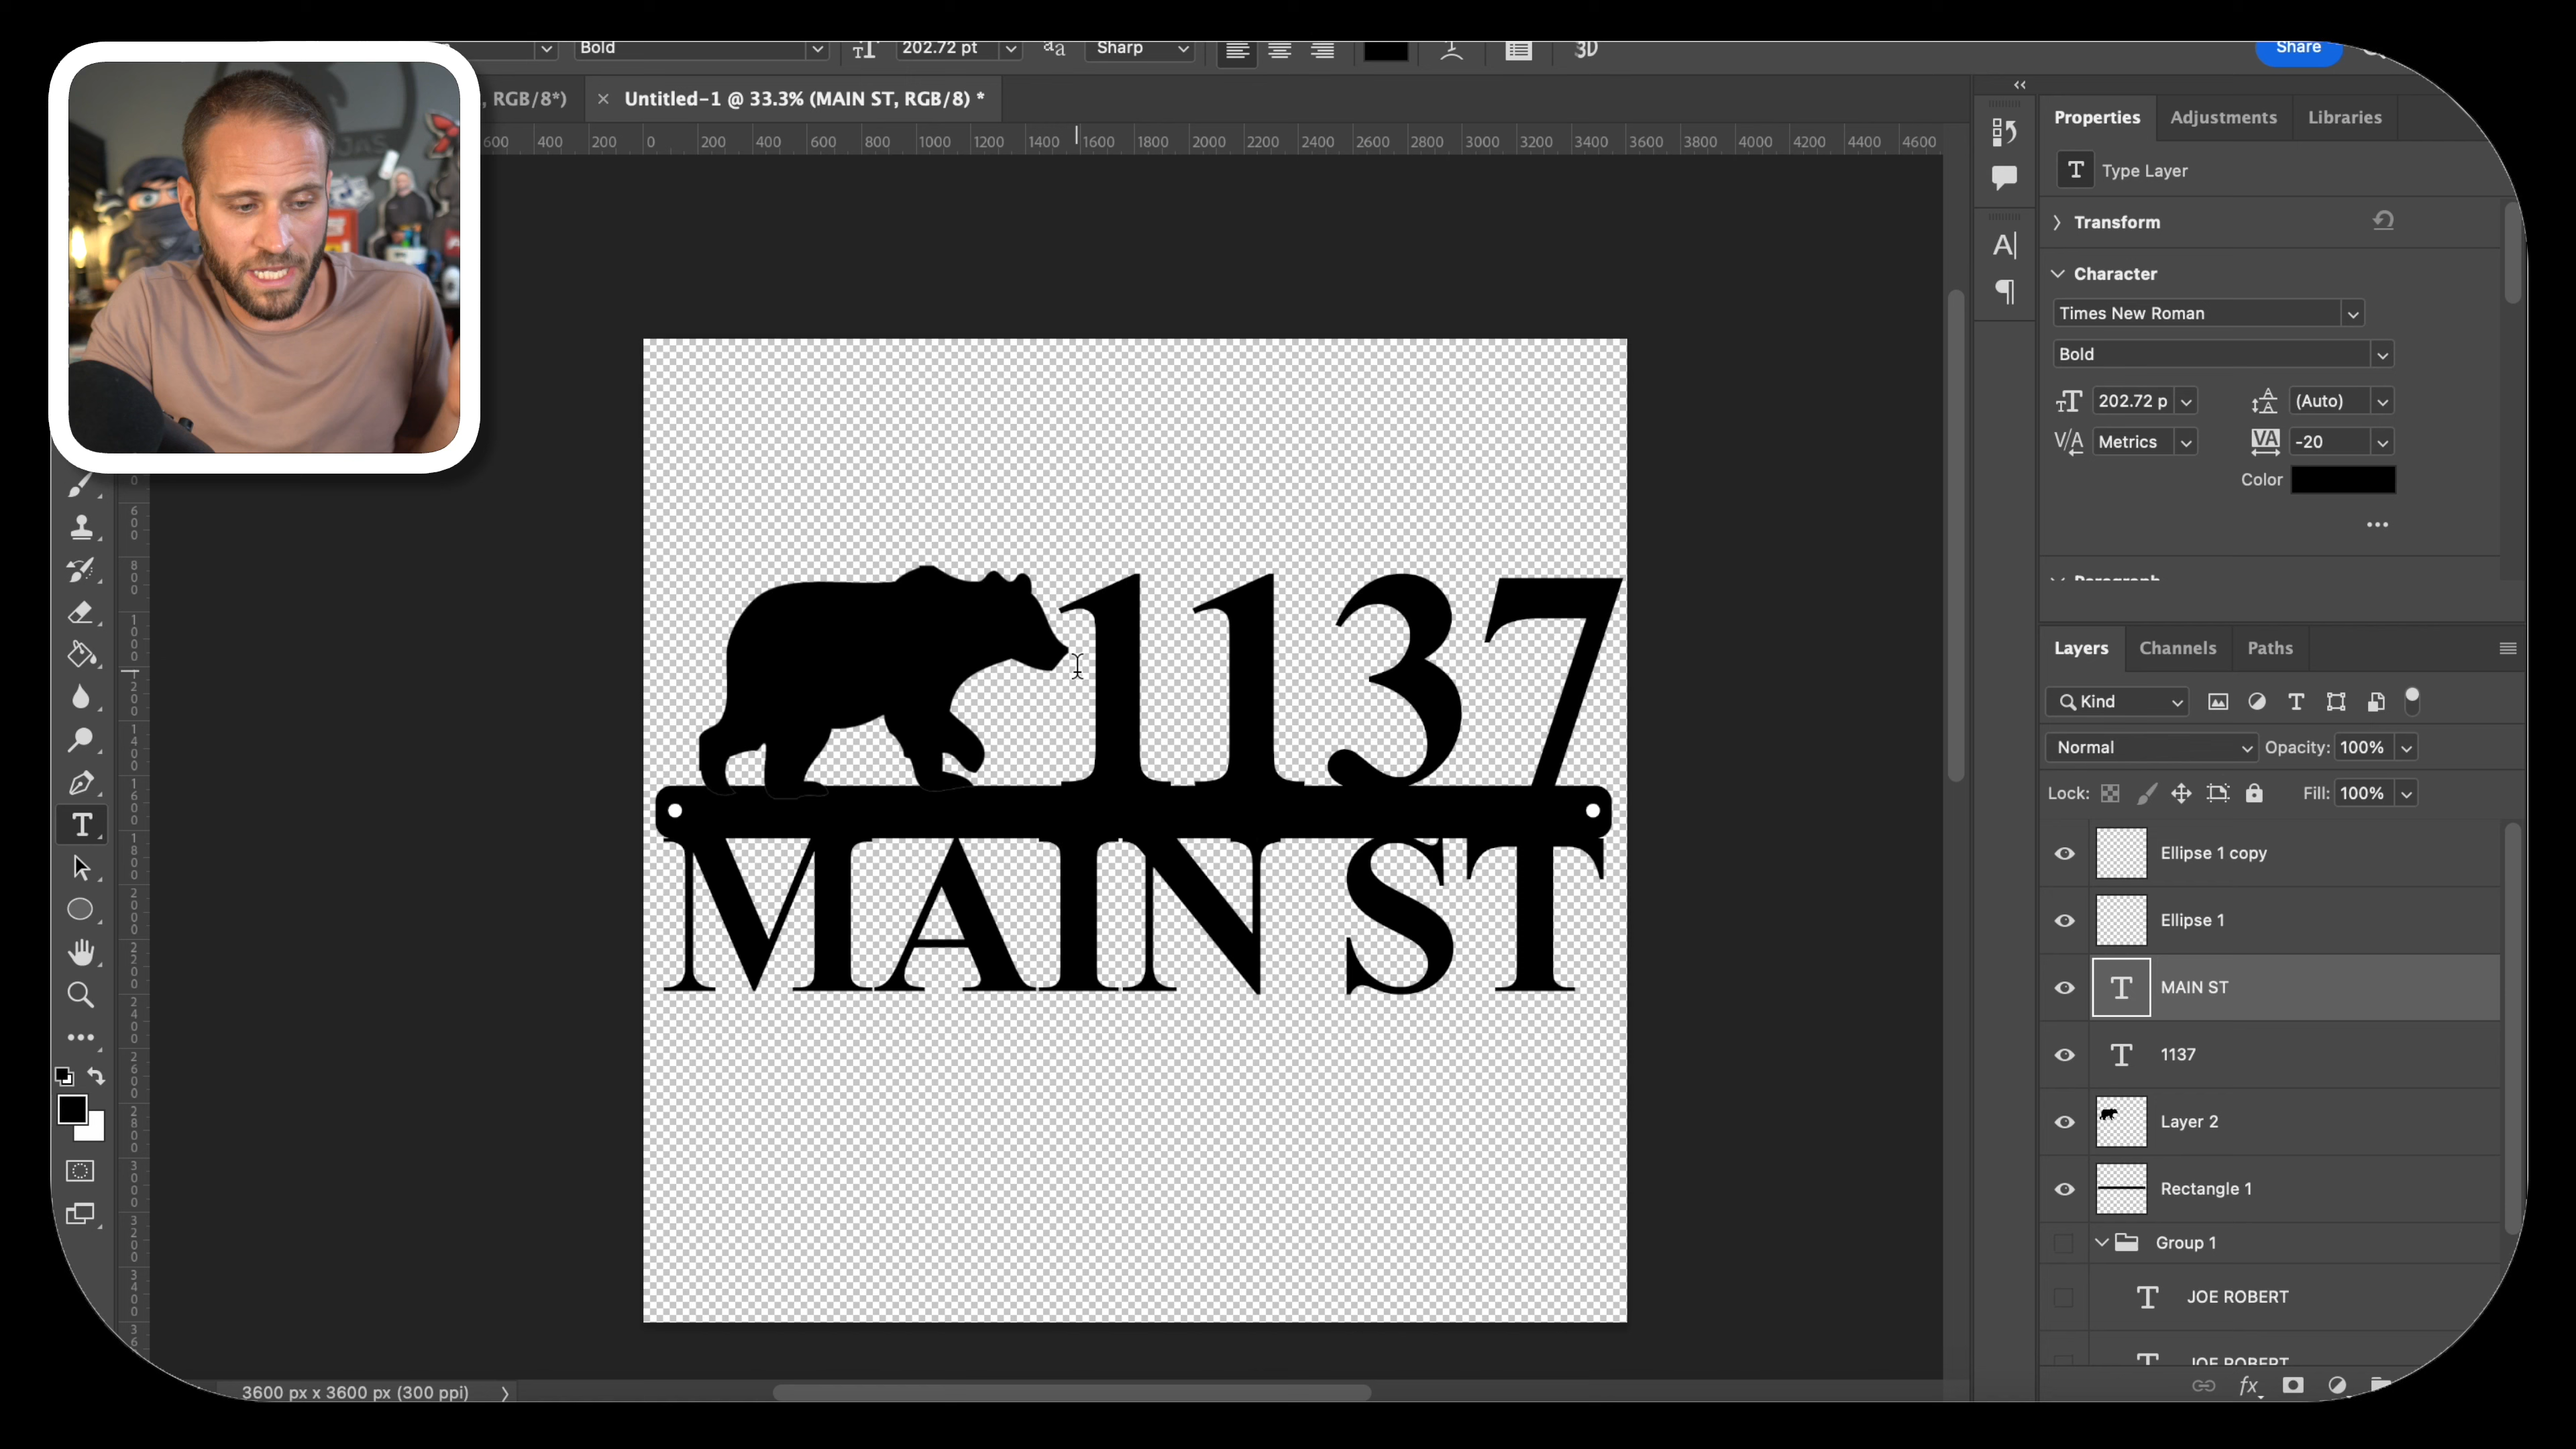 Bold
202.72 pt
Sharp
3D
Share
, RGB/8*)
× Untitled-1 @ 33.3% (MAIN ST, RGB/8) *
600 400 200 0 200 400 600 800 1000 1200 1400 1600 1800 2000 2200 2400 2600 2800 3000 3200 3400 3600 3800 4000 4200 4400 4600
Properties
Adjustments
Libraries
T Type Layer
Transform
Character
Times New Roman
Bold
202.72 p
(Auto)
Metrics
-20
Color
1137
MAIN ST
Layers
Channels
Paths
Kind
Normal
Opacity: 100%
Lock:
Fill: 100%
Ellipse 1 copy
Ellipse 1
T MAIN ST
T 1137
Layer 2
Rectangle 1
Group 1
T JOE ROBERT
T JOE ROBERT
fx
3600 px x 3600 px (300 ppi)